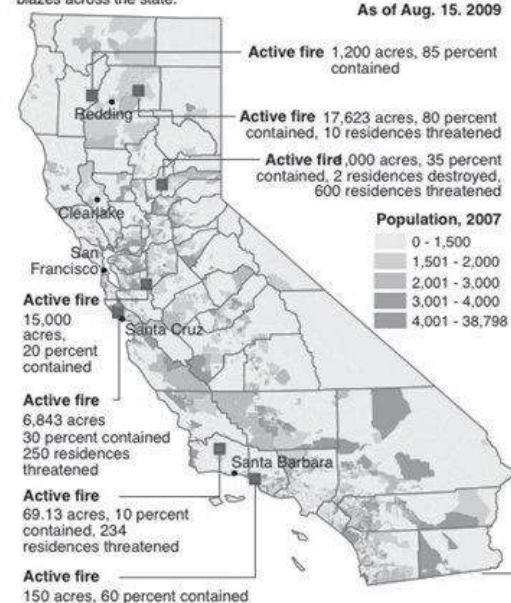 blazes across the state.
As of Aug. 15. 2009
Active fire 1,200 acres, 85 percent
contained
Redding
Active fire 17,623 acres, 80 percent
contained, 10 residences threatened
Active fire ,000 acres, 35 percent
contained, 2 residences destroyed,
600 residences threatened
Clearlake
Population, 2007
0 - 1,500
1,501 - 2,000
2,001 - 3,000
3,001 - 4,000
4,001 - 38,798
San
Francisco
Active fire
15,000
acres,
20 percent
contained
Santa Cruz
Active fire
6,843 acres
30 percent contained
250 residences
threatened
Santa Barbara
Active fire
69.13 acres, 10 percent
contained, 234
residences threatened
Active fire
150 acres, 60 percent contained